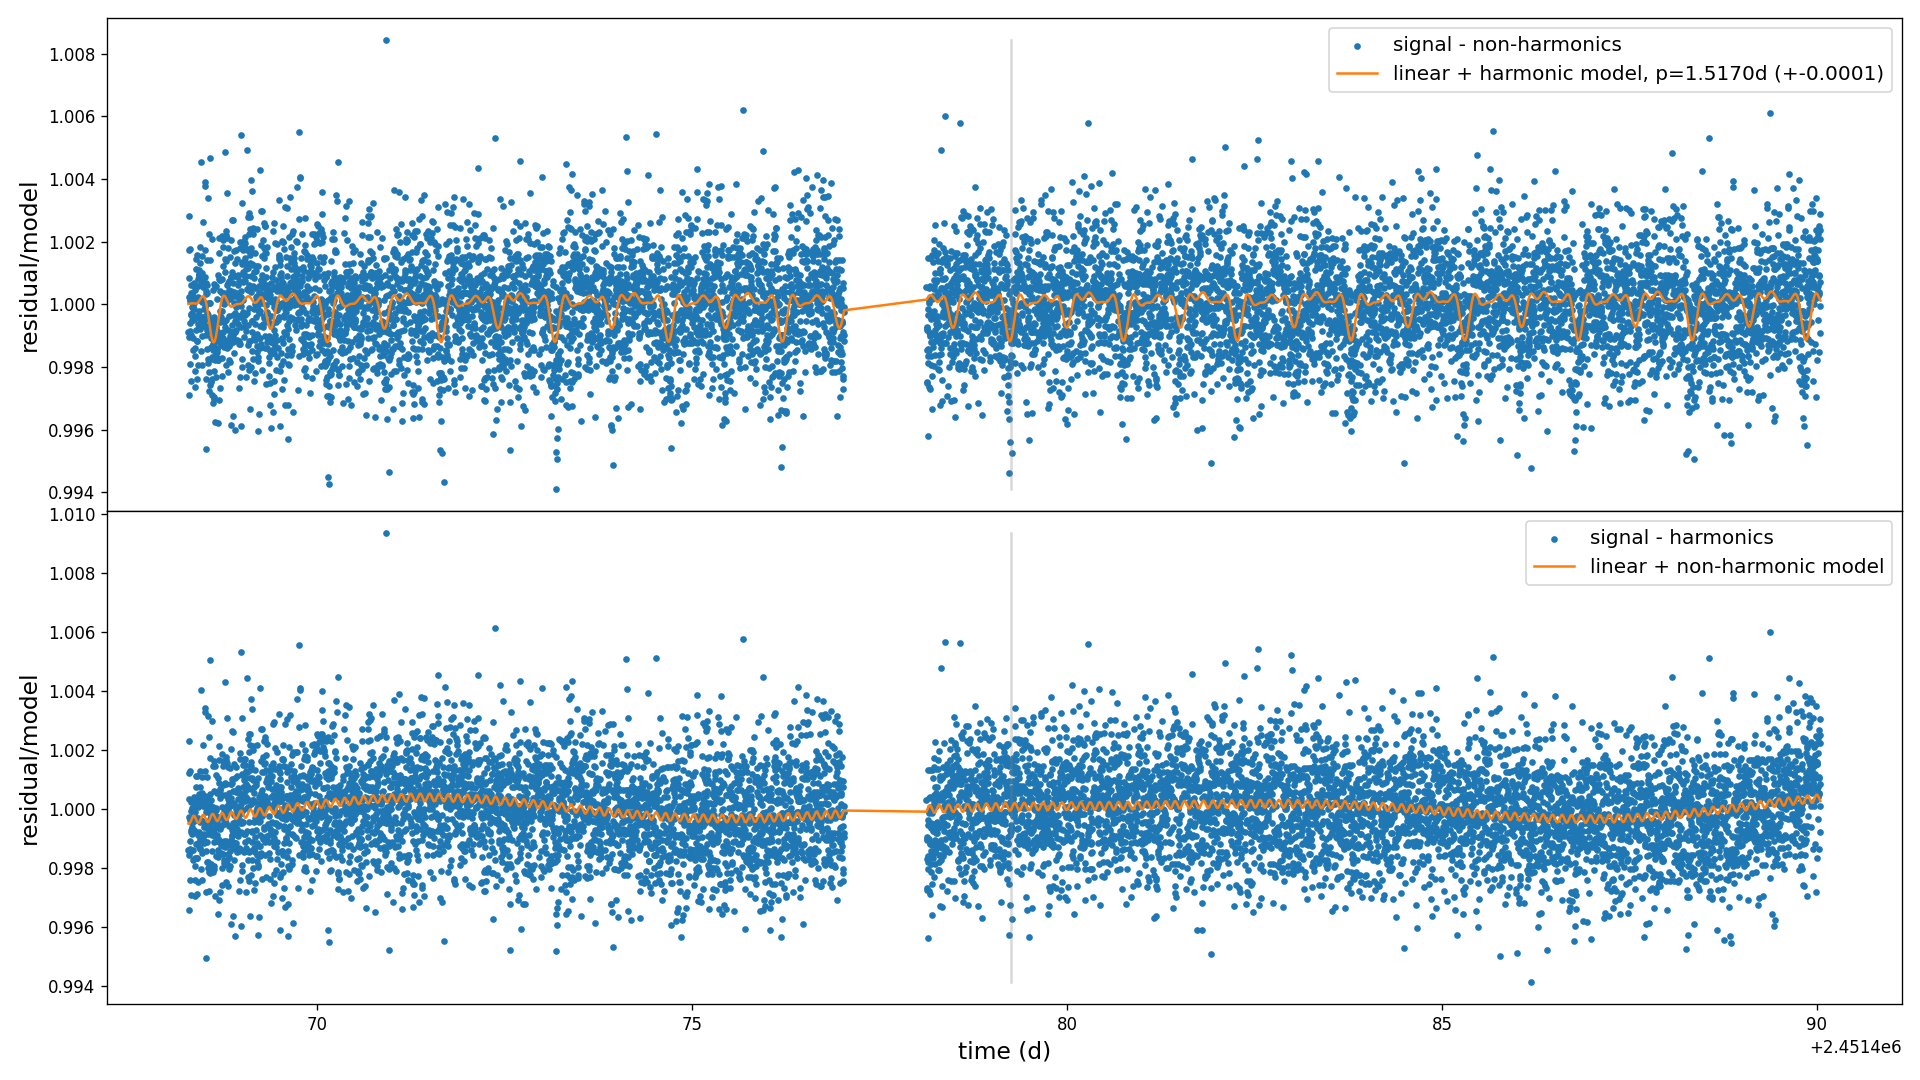 1.008
1.006
1.004
1.002
1.000
0.998
0.996
0.994
residual/model
signal - non-harmonics
linear + harmonic model, p=1.5170d (+-0.0001)
1.010
1.008
1.006
1.004
1.002
1.000
0.998
0.996
0.994
residual/model
signal - harmonics
linear + non-harmonic model
70 75 80 85 90
time (d)
+2.4514e6